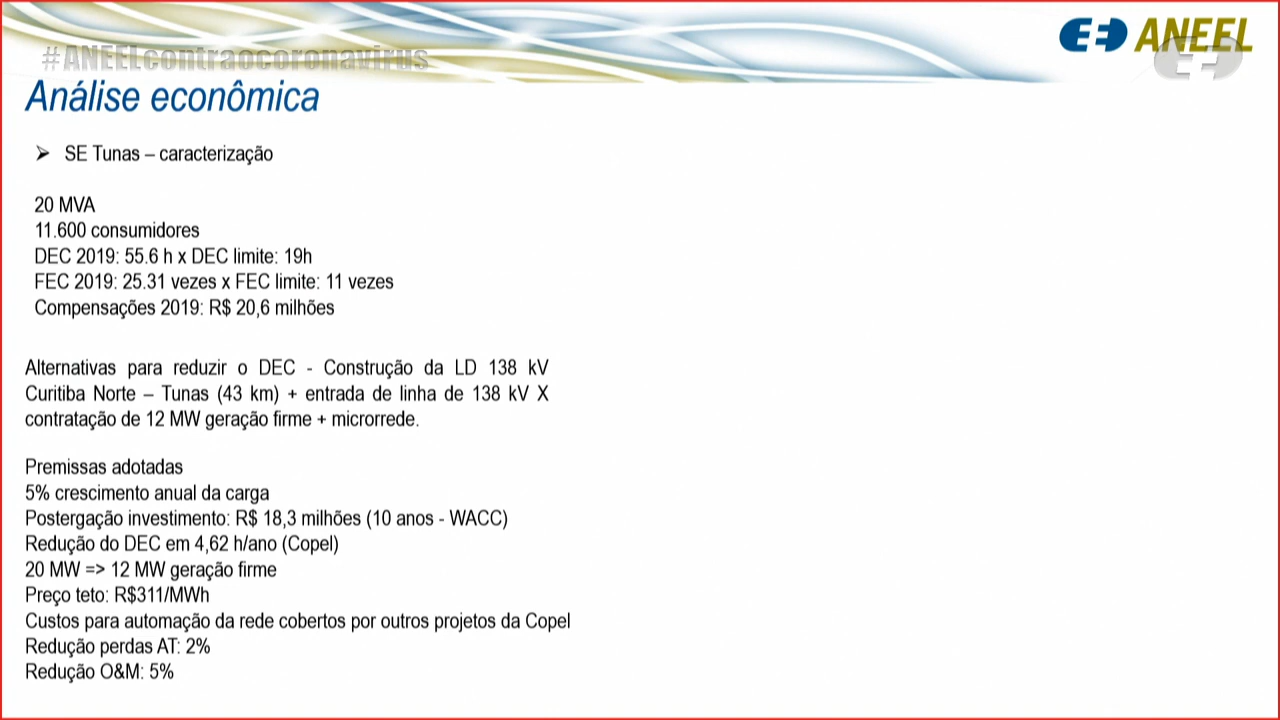 #ANEELcontraocoronavirus
ANEEL
Análise econômica
➢ SE Tunas – caracterização
20 MVA
11.600 consumidores
DEC 2019: 55.6 h x DEC limite: 19h
FEC 2019: 25.31 vezes x FEC limite: 11 vezes
Compensações 2019: R$ 20,6 milhões
Alternativas para reduzir o DEC - Construção da LD 138 kV
Curitiba Norte – Tunas (43 km) + entrada de linha de 138 kV X
contratação de 12 MW geração firme + microrrede.
Premissas adotadas
5% crescimento anual da carga
Postergação investimento: R$ 18,3 milhões (10 anos - WACC)
Redução do DEC em 4,62 h/ano (Copel)
20 MW => 12 MW geração firme
Preço teto: R$311/MWh
Custos para automação da rede cobertos por outros projetos da Copel
Redução perdas AT: 2%
Redução O&M: 5%